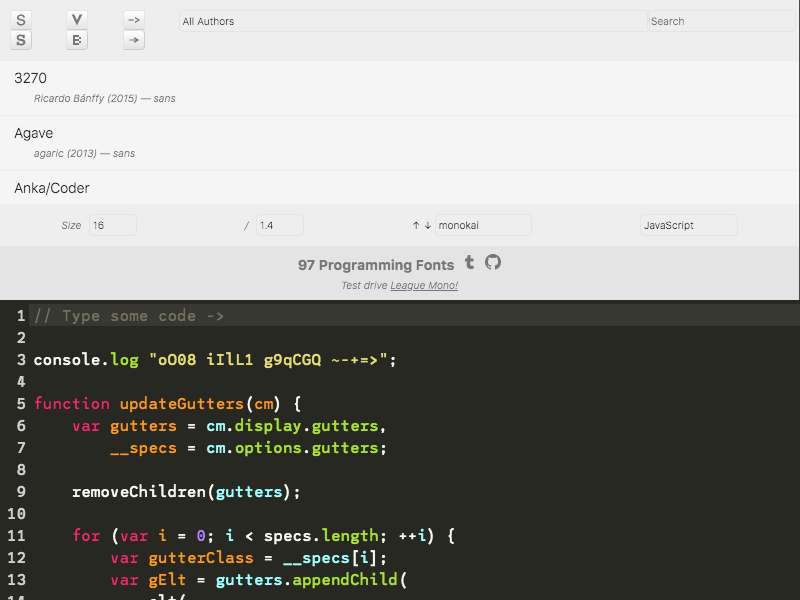 S V -> All Authors Search
S B →
3270
Ricardo Bánffy (2015) — sans
Agave
agaric (2013) — sans
Anka/Coder
Size 16 / 1.4 ↑ ↓ monokai JavaScript
97 Programming Fonts t
Test drive League Mono!
1 // Type some code ->
2
3 console.log "oO08 iIlL1 g9qCGQ ~-+=>";
4
5 function updateGutters(cm) {
6 var gutters = cm.display.gutters,
7 __specs = cm.options.gutters;
8
9 removeChildren(gutters);
10
11 for (var i = 0; i < specs.length; ++i) {
12 var gutterClass = __specs[i];
13 var gElt = gutters.appendChild(
14 elt(